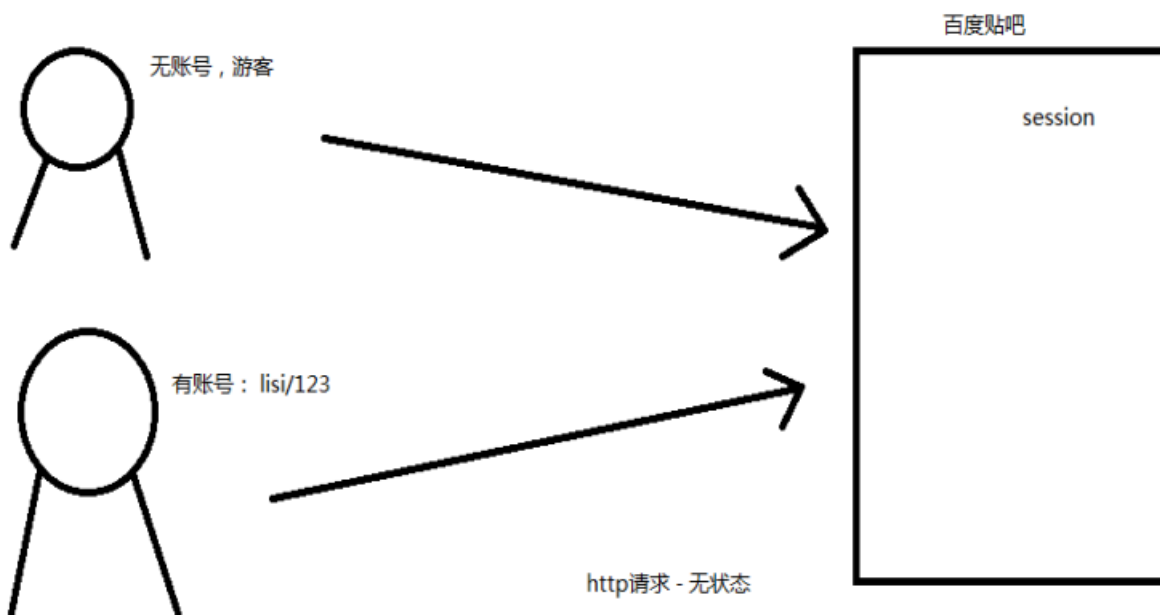 百度贴吧
无账号，游客
session
有账号： lisi/123
http请求 - 无状态